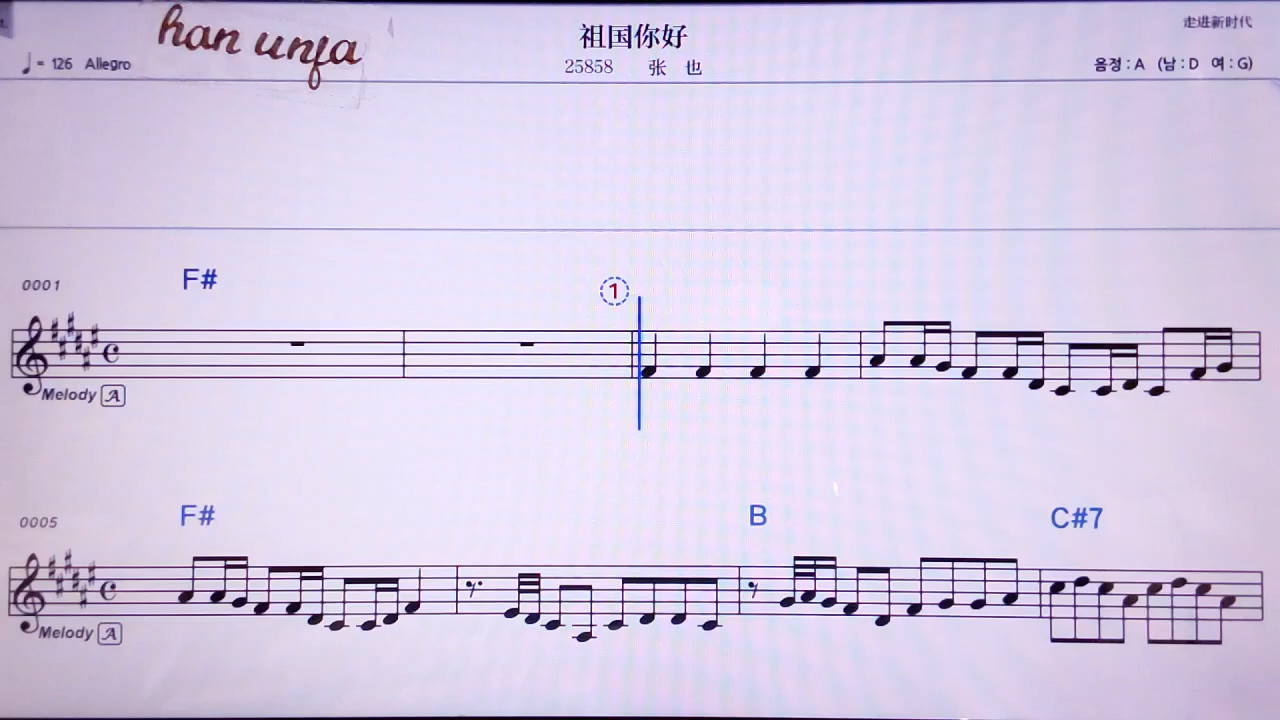 han unfa
祖国你好
走进新时代
♩= 126 Allegro
25858 张 也
음정 : A (남 : D 여 : G)
0001
F#
1
Melody A
0005
F#
B
C#7
Melody A